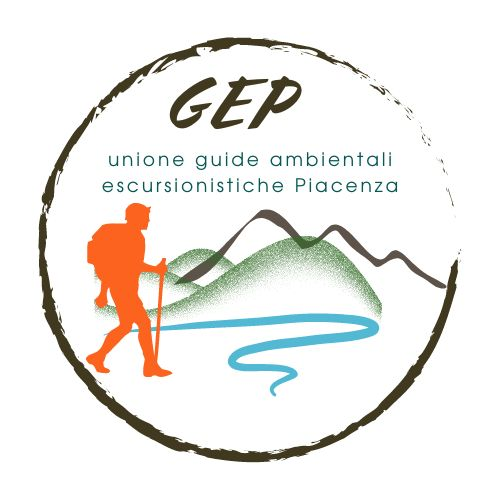 GEP
unione guide ambientali
escursionistiche Piacenza